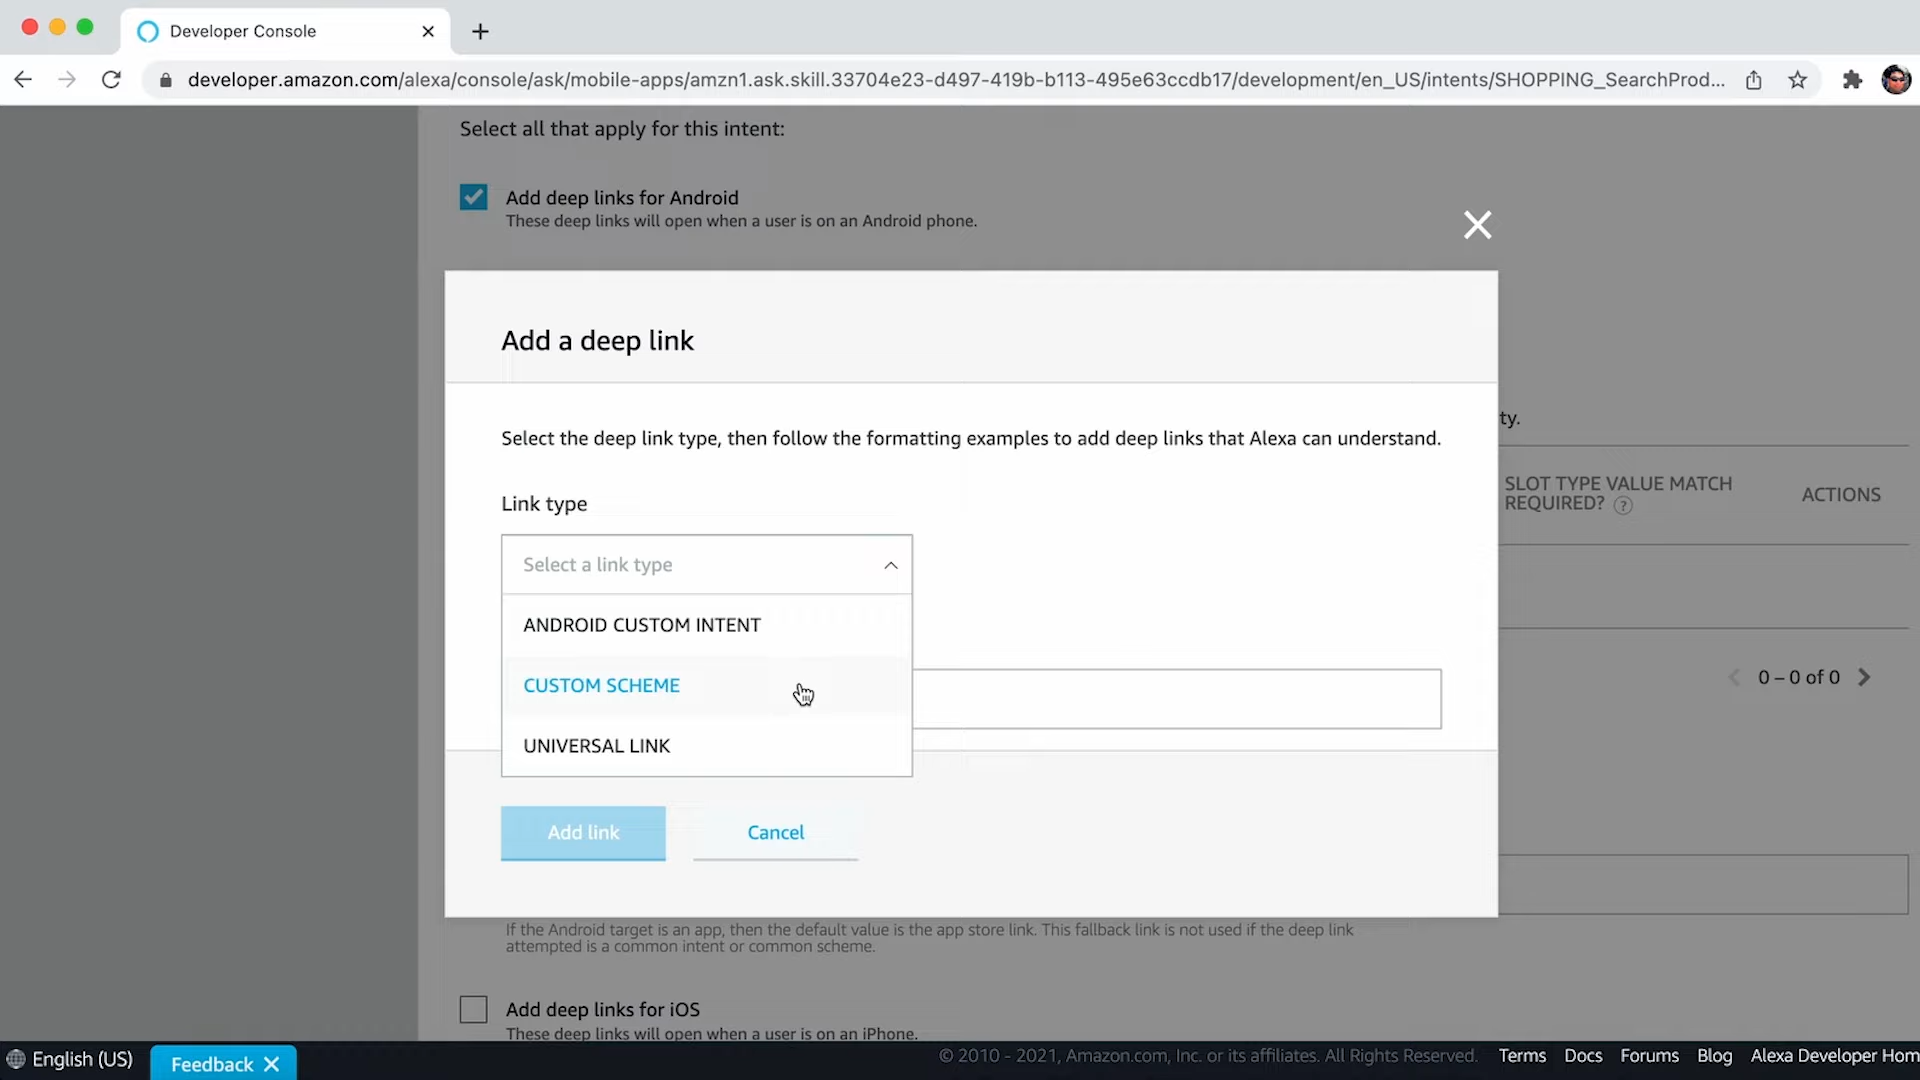 Developer Console
developer.amazon.com/alexa/console/ask/mobile-apps/amzn1.ask.skill.33704e23-d497-419b-b113-495e63ccdb17/development/en_US/intents/SHOPPING_SearchProd...
Select all that apply for this intent:
Add deep links for Android
These deep links will open when a user is on an Android phone.
Add a deep link
Select the deep link type, then follow the formatting examples to add deep links that Alexa can understand.
ty.
SLOT TYPE VALUE MATCH
REQUIRED? ?
ACTIONS
Link type
Select a link type
ANDROID CUSTOM INTENT
CUSTOM SCHEME
UNIVERSAL LINK
0 – 0 of 0
Add link
Cancel
If the Android target is an app, then the default value is the app store link. This fallback link is not used if the deep link
attempted is a common intent or common scheme.
Add deep links for iOS
These deep links will open when a user is on an iPhone.
English (US)
Feedback
© 2010 - 2021, Amazon.com, Inc. or its affiliates. All Rights Reserved.
Terms
Docs
Forums
Blog
Alexa Developer Hom